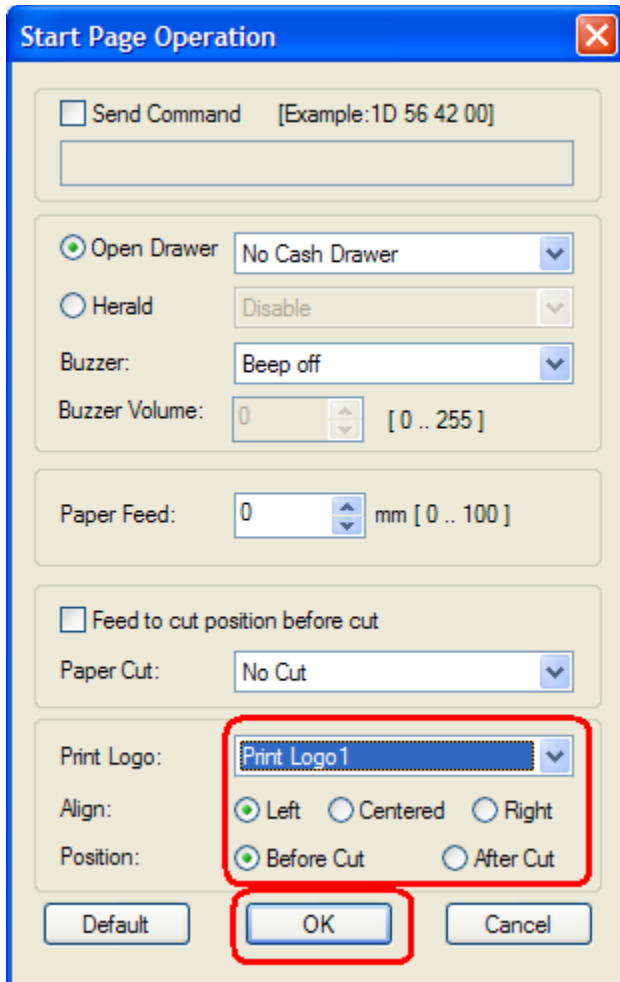 Start Page Operation
Send Command [Example:1D 56 42 00]
Open Drawer No Cash Drawer
Herald Disable
Buzzer: Beep off
Buzzer Volume: 0 [ 0 .. 255 ]
Paper Feed: 0 mm [ 0 .. 100 ]
Feed to cut position before cut
Paper Cut: No Cut
Print Logo: Print Logo1
Align: Left Centered Right
Position: Before Cut After Cut
Default OK Cancel